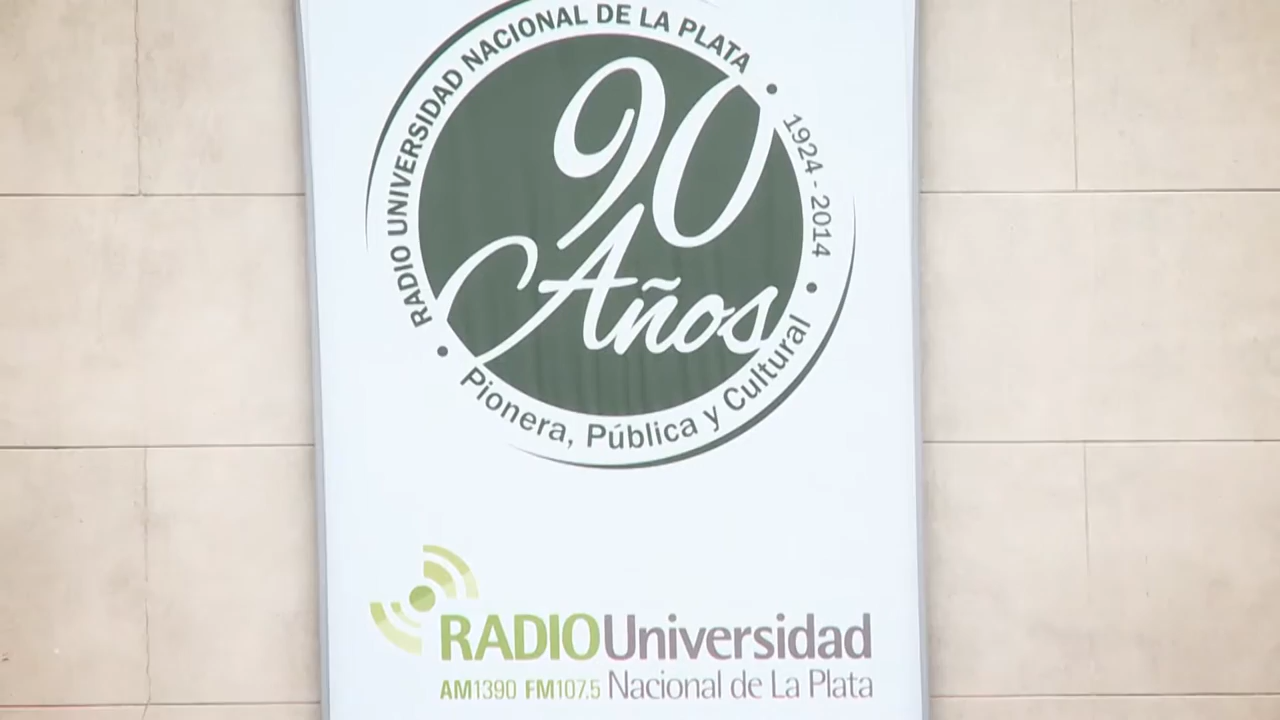 RADIO UNIVERSIDAD NACIONAL DE LA PLATA
1924 - 2014
90
Años
Pionera, Pública y Cultural
RADIOUniversidad
AM1390 FM107.5 Nacional de La Plata